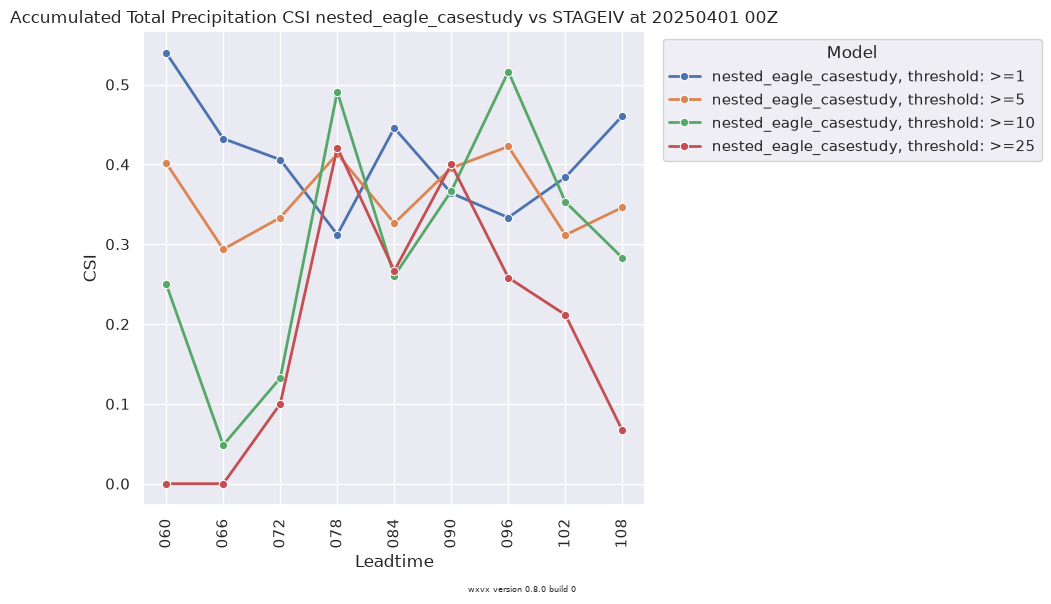 Accumulated Total Precipitation CSI nested_eagle_casestudy vs STAGEIV at 20250401 00Z
Model
nested_eagle_casestudy, threshold: >=1
nested_eagle_casestudy, threshold: >=5
nested_eagle_casestudy, threshold: >=10
nested_eagle_casestudy, threshold: >=25
CSI
0.5
0.4
0.3
0.2
0.1
0.0
060
066
072
078
084
090
096
102
108
Leadtime
wxvx version 0.8.0 build 0